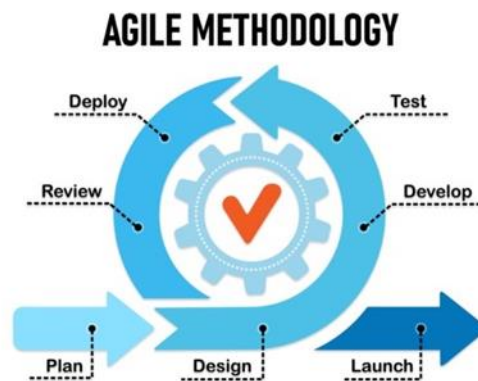 AGILE METHODOLOGY
Deploy
Test
Review
Develop
Plan
Design
Launch